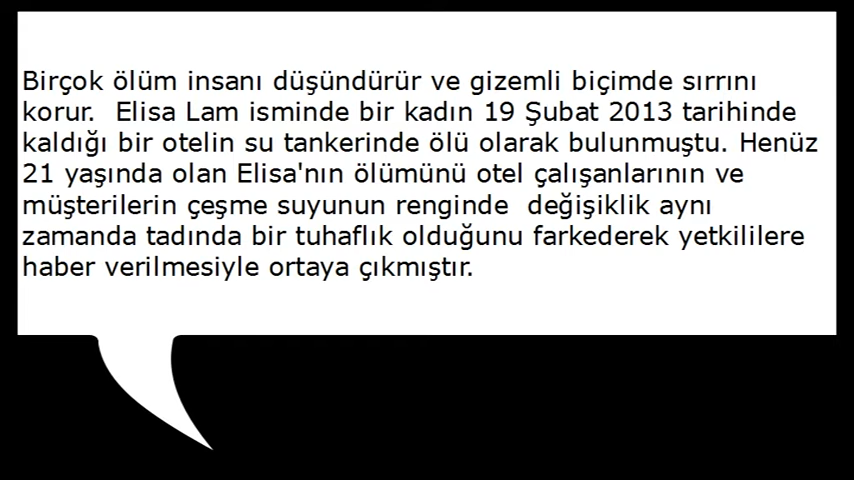 Birçok ölüm insanı düşündürür ve gizemli biçimde sırrını
korur.  Elisa Lam isminde bir kadın 19 Şubat 2013 tarihinde
kaldığı bir otelin su tankerinde ölü olarak bulunmuştu. Henüz
21 yaşında olan Elisa'nın ölümünü otel çalışanlarının ve
müşterilerin çeşme suyunun renginde  değişiklik aynı
zamanda tadında bir tuhaflık olduğunu farkederek yetkililere
haber verilmesiyle ortaya çıkmıştır.